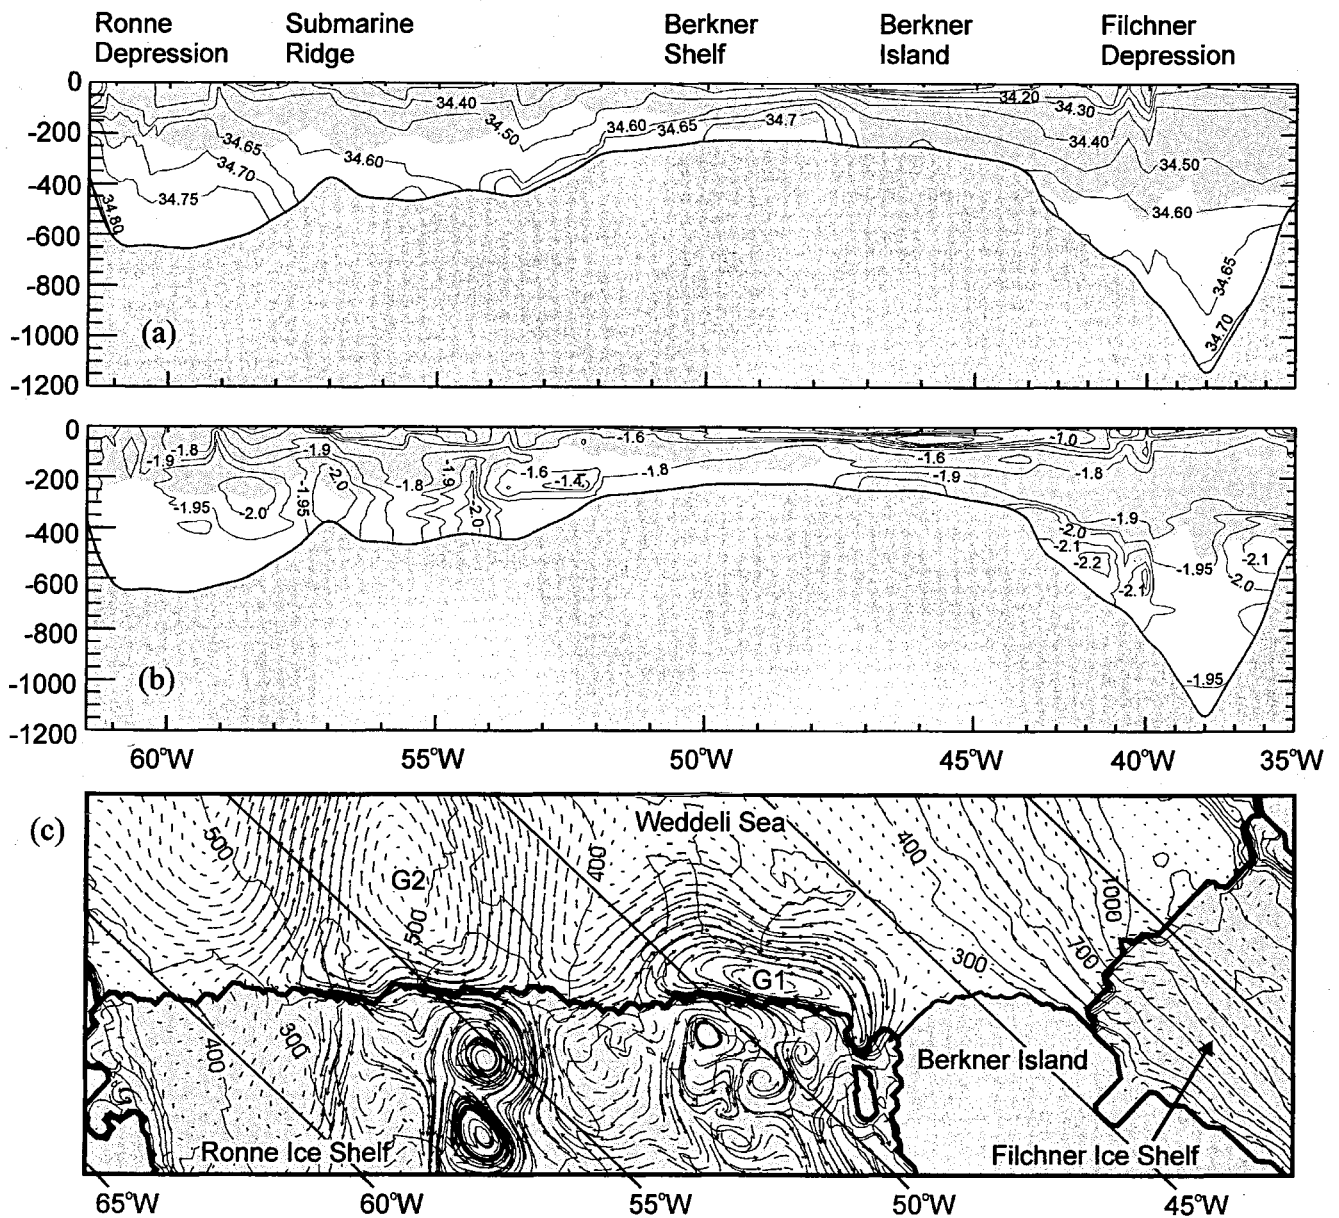 Ronne Depression
Submarine Ridge
Berkner Shelf
Berkner Island
Filchner Depression
0
-200
-400
-600
-800
-1000
-1200
34.40
34.50
34.60
34.65
34.7
34.20
34.30
34.40
34.50
34.60
34.65
34.70
34.65
34.60
34.70
34.75
34.80
(a)
0
-200
-400
-600
-800
-1000
-1200
-1.8
-1.9
-1.9
-1.6
-1.0
-1.6
-1.9
-1.8
-2.0
-1.95
-1.8
-1.9
-1.6
-1.4
-1.8
-1.95
-2.0
-2.0
-1.9
-2.0
-2.1
-2.2
-2.1
-1.95
-2.1
-2.0
-1.95
(b)
60°W
55°W
50°W
45°W
40°W
35°W
(c)
Weddeli Sea
500
G2
500
400
400
1000
700
300
G1
400
300
Berkner Island
Ronne Ice Shelf
Filchner Ice Shelf
65°W
60°W
55°W
50°W
45°W